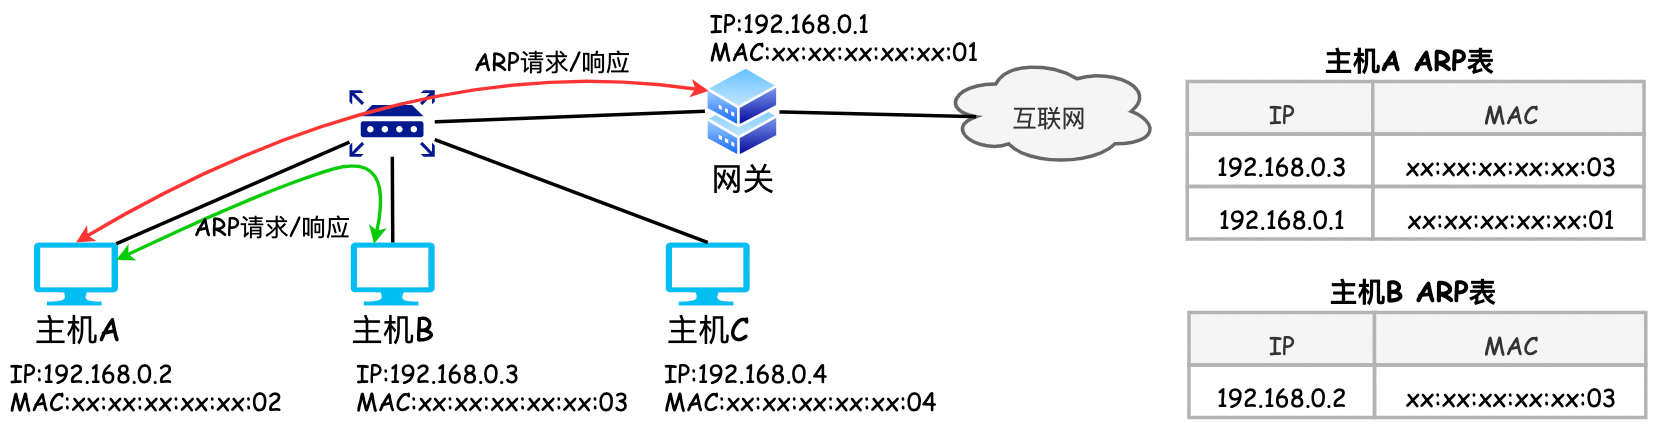 IP:192.168.0.1
MAC:xx:xx:xx:xx:xx:01
ARP请求/响应
互联网
网关
ARP请求/响应
主机A
IP:192.168.0.2
MAC:xx:xx:xx:xx:xx:02
主机B
IP:192.168.0.3
MAC:xx:xx:xx:xx:xx:03
主机C
IP:192.168.0.4
MAC:xx:xx:xx:xx:xx:04
主机A ARP表
IP MAC
192.168.0.3 xx:xx:xx:xx:xx:03
192.168.0.1 xx:xx:xx:xx:xx:01
主机B ARP表
IP MAC
192.168.0.2 xx:xx:xx:xx:xx:03